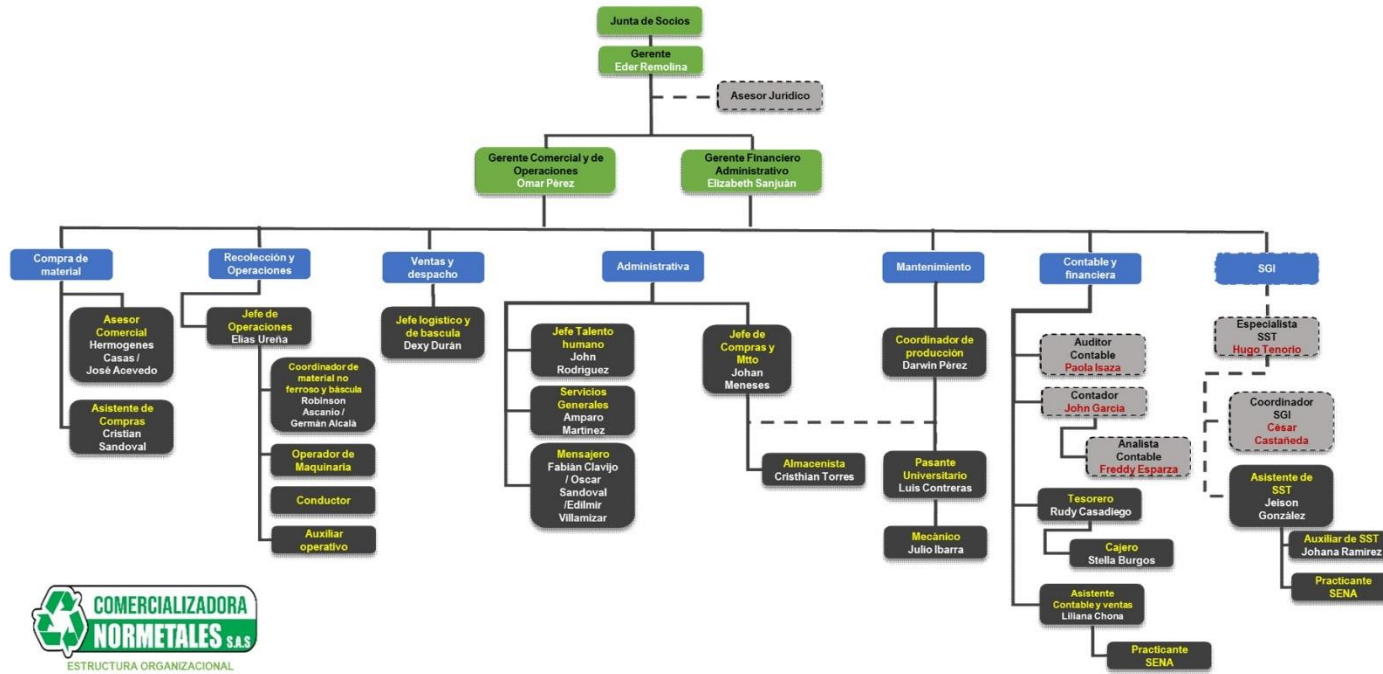 Junta de Socios
Gerente
Eder Remolina
Asesor Jurídico
Gerente Comercial y de
Operaciones
Omar Pérez
Gerente Financiero
Administrativo
Elizabeth Sanjuán
Compra de
material
Recolección y
Operaciones
Ventas y
despacho
Administrativa
Mantenimiento
Contable y
financiera
SGI
Asesor
Comercial
Hermogenes
Casas /
José Acevedo
Asistente de
Compras
Cristian
Sandoval
Jefe de
Operaciones
Elias Ureña
Coordinador de
material no
ferroso y báscula
Robinson
Ascanio /
Germán Alcalà
Operador de
Maquinaria
Conductor
Auxiliar
operativo
Jefe logístico y
de bascula
Dexy Durán
Jefe Talento
humano
John
Rodriguez
Servicios
Generales
Amparo
Martinez
Mensajero
Fabián Clavijo
/ Oscar
Sandoval
/Edilmir
Villamizar
Jefe de
Compras y
Mtto
Johan
Meneses
Almacenista
Cristhian Torres
Coordinador de
producción
Darwin Pérez
Pasante
Universitario
Luis Contreras
Mecànico
Julio Ibarra
Auditor
Contable
Paola Isaza
Contador
John Garcia
Analista
Contable
Freddy Esparza
Tesorero
Rudy Casadiego
Cajero
Stella Burgos
Asistente
Contable y ventas
Liliana Chona
Practicante
SENA
Especialista
SST
Hugo Tenorio
Coordinador
SGI
César
Castañeda
Asistente de
SST
Jeison
González
Auxiliar de SST
Johana Ramirez
Practicante
SENA
COMERCIALIZADORA
NORMETALES S.A.S
ESTRUCTURA ORGANIZACIONAL